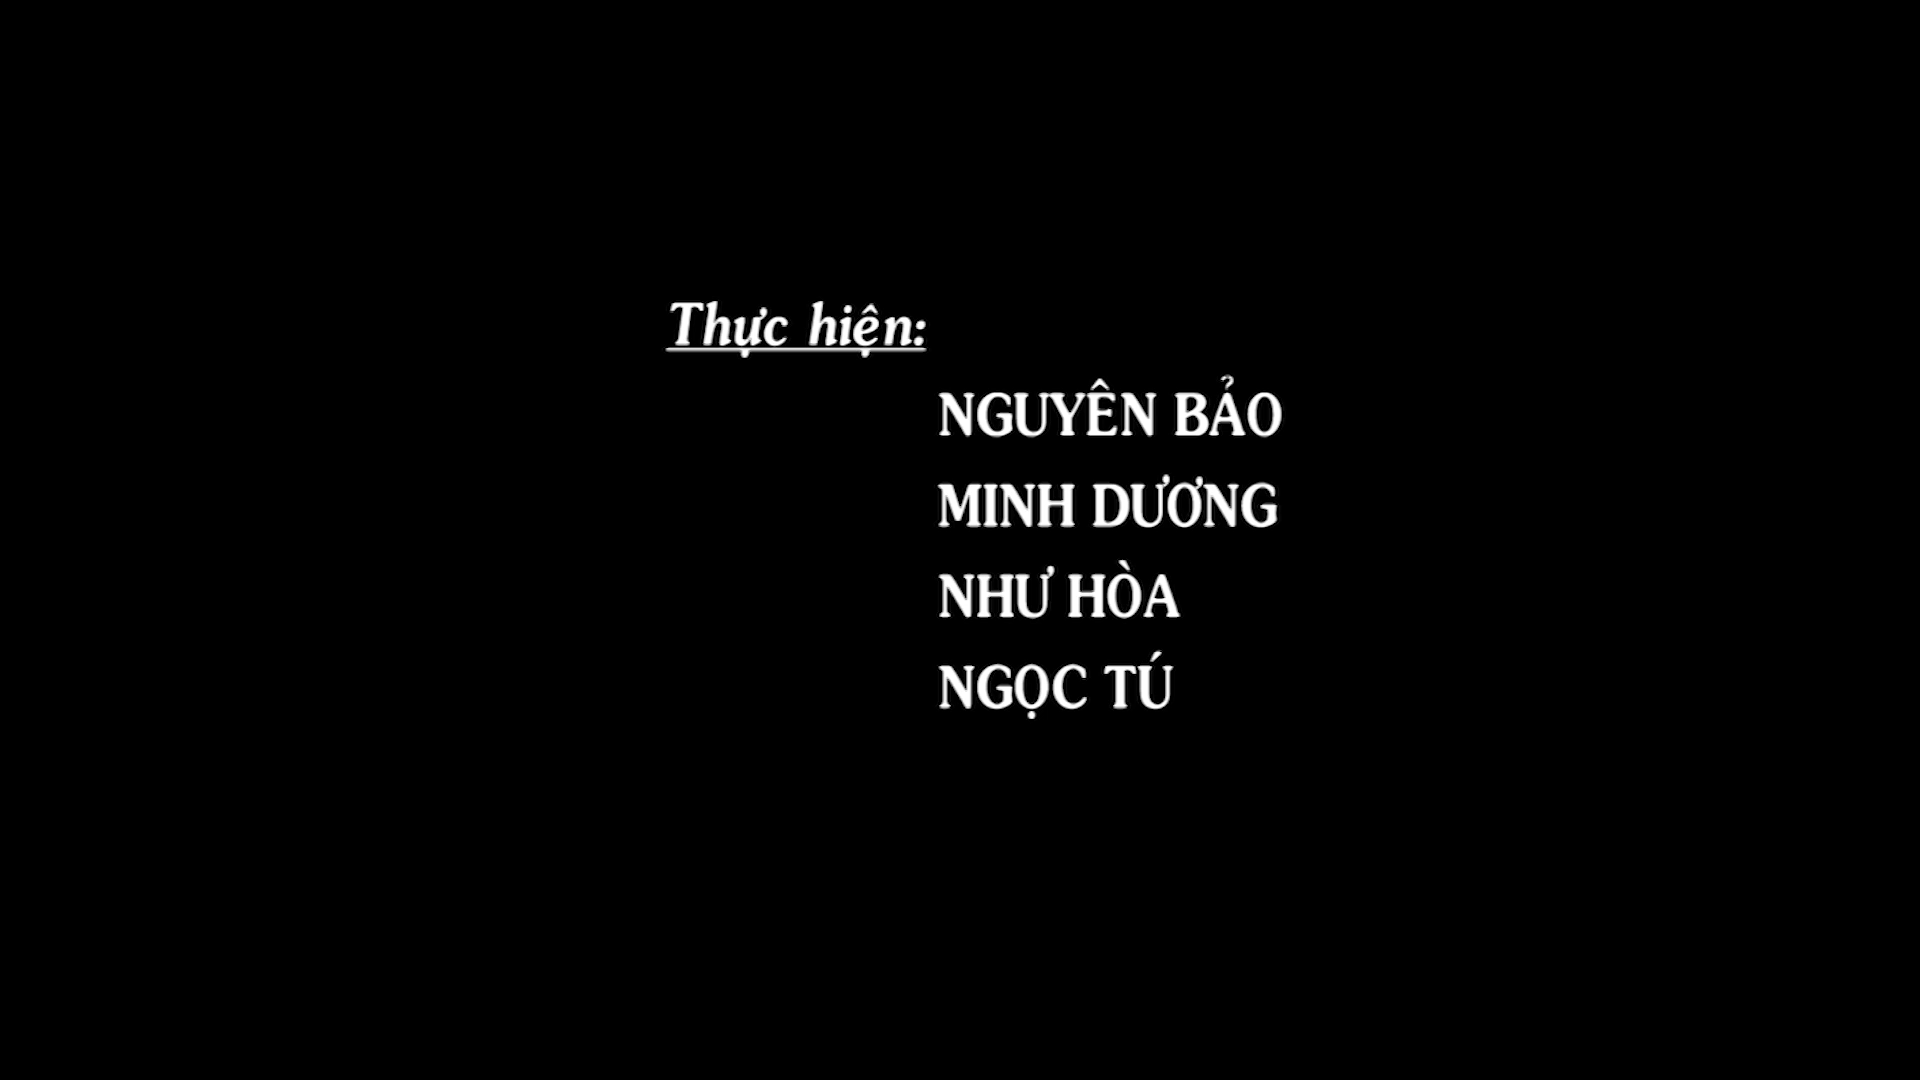 Thực hiện:
NGUYÊN BẢO
MINH DƯƠNG
NHƯ HÒA
NGỌC TÚ